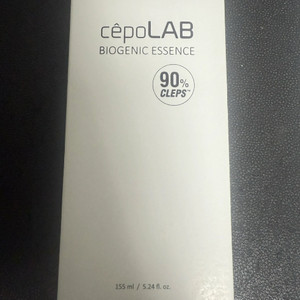 cêpoLAB
BIOGENIC ESSENCE
90%
CLEPS™
155 ml / 5.24 fl. oz.